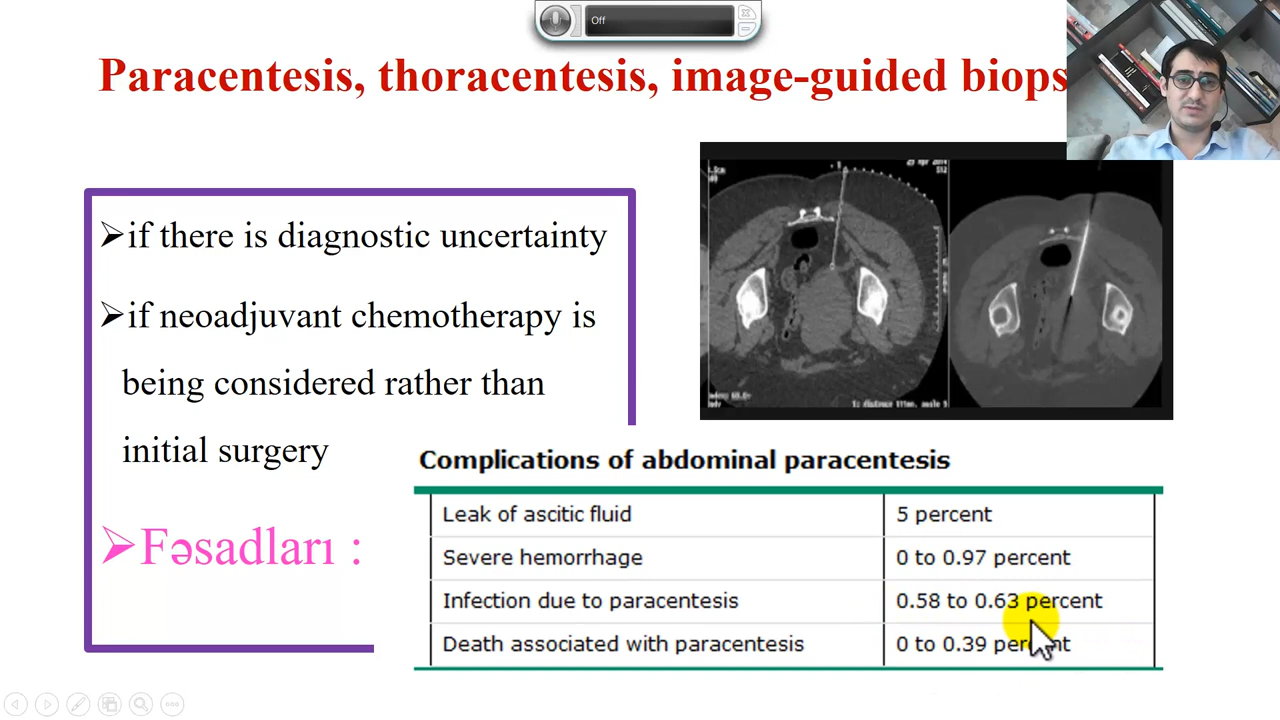 Off
Paracentesis, thoracentesis, image-guided biops
➤if there is diagnostic uncertainty
➤if neoadjuvant chemotherapy is
being considered rather than
initial surgery
➤Fəsadları :
Complications of abdominal paracentesis
Leak of ascitic fluid 5 percent
Severe hemorrhage 0 to 0.97 percent
Infection due to paracentesis 0.58 to 0.63 percent
Death associated with paracentesis 0 to 0.39 percent